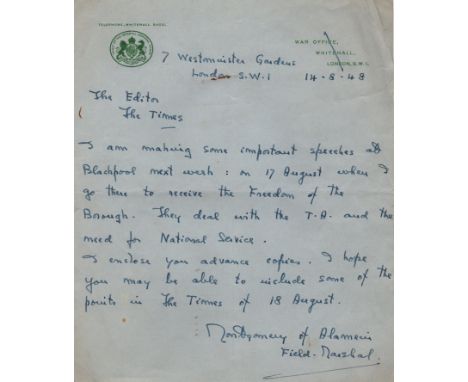 TELEPHONE, WHITEHALL 9400.
WAR OFFICE,
WHITEHALL,
LONDON, S.W.1.
7 Westminster Gardens
London S.W.1
14-8-48
The Editor
The Times
I am making some important speeches at
Blackpool next week: on 17 August when I
go there to receive the Freedom of the
Borough. They deal with the T.A. and the
need for National Service.
I enclose you advance copies. I hope
you may be able to include some of the
points in The Times of 18 August.
Montgomery of Alamein
Field-Marshal